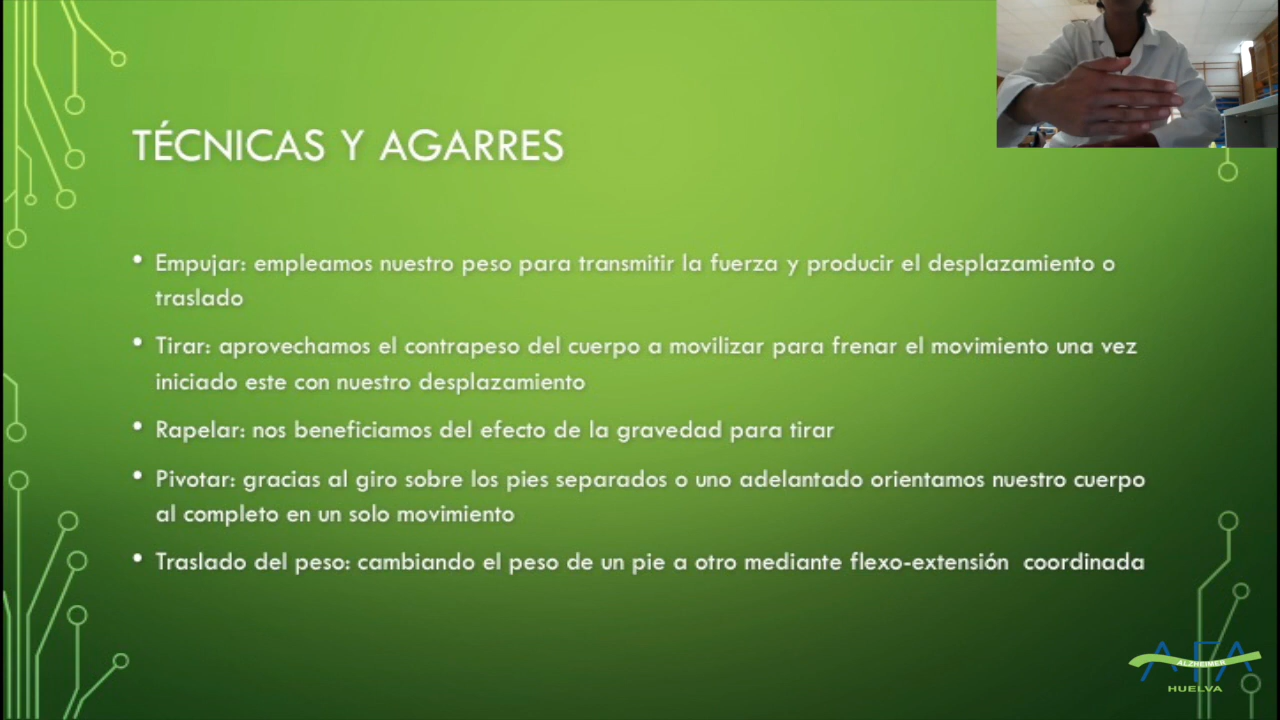 TÉCNICAS Y AGARRES
• Empujar: empleamos nuestro peso para transmitir la fuerza y producir el desplazamiento o
traslado
• Tirar: aprovechamos el contrapeso del cuerpo a movilizar para frenar el movimiento una vez
iniciado este con nuestro desplazamiento
• Rapelar: nos beneficiamos del efecto de la gravedad para tirar
• Pivotar: gracias al giro sobre los pies separados o uno adelantado orientamos nuestro cuerpo
al completo en un solo movimiento
• Traslado del peso: cambiando el peso de un pie a otro mediante flexo-extensión  coordinada
AFA
ALZHEIMER
HUELVA